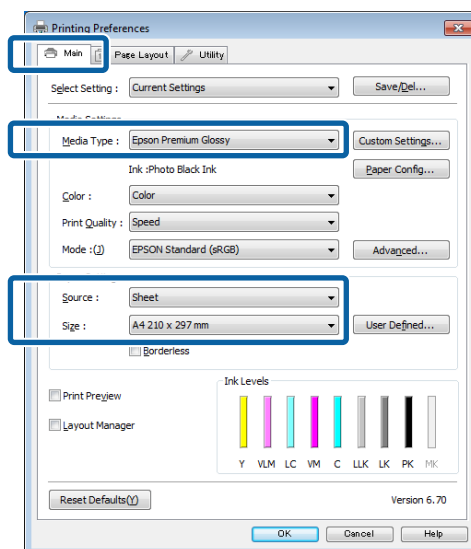 Printing Preferences
Main Page Layout Utility
Select Setting : Current Settings Save/Del...
Media Settings
Media Type : Epson Premium Glossy Custom Settings...
Ink :Photo Black Ink Paper Config...
Color : Color
Print Quality : Speed
Mode :(J) EPSON Standard (sRGB) Advanced...
Source : Sheet
Size : A4 210 x 297 mm User Defined...
Borderless
Ink Levels
Print Preview
Layout Manager
Y VLM LC VM C LLK LK PK MK
Reset Defaults(Y) Version 6.70
OK Cancel Help